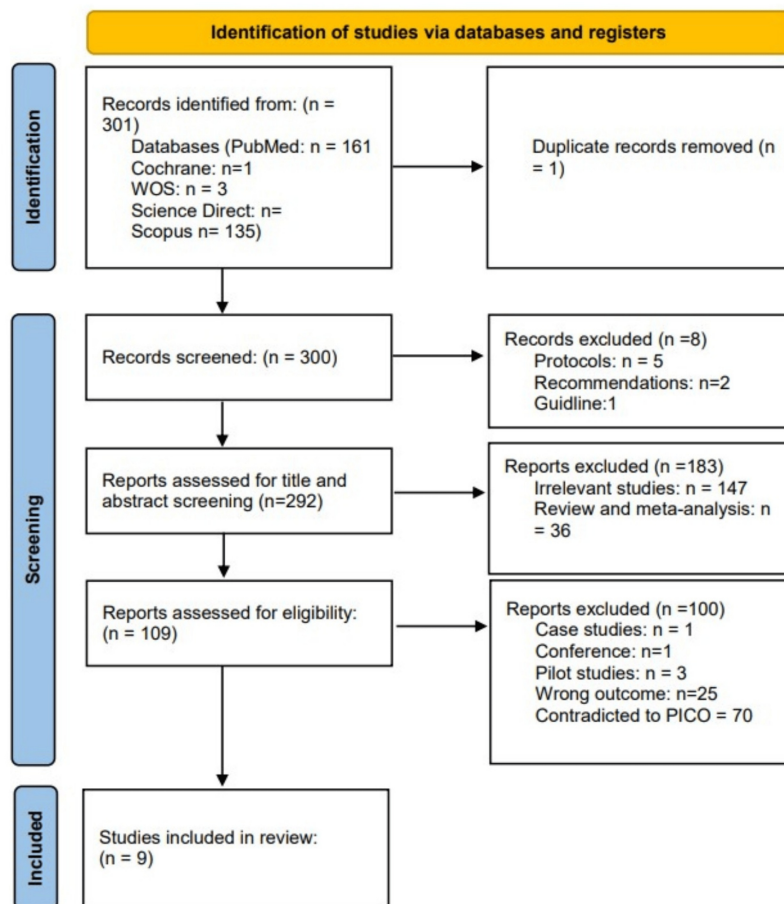 Identification of studies via databases and registers
Identification
Records identified from: (n =
301)
Databases (PubMed: n = 161
Cochrane: n=1
WOS: n = 3
Science Direct: n=
Scopus n= 135)
Duplicate records removed (n
= 1)
Screening
Records screened: (n = 300)
Records excluded (n =8)
Protocols: n = 5
Recommendations: n=2
Guidline:1
Reports assessed for title and
abstract screening (n=292)
Reports excluded (n =183)
Irrelevant studies: n = 147
Review and meta-analysis: n
= 36
Reports assessed for eligibility:
(n = 109)
Reports excluded (n =100)
Case studies: n = 1
Conference: n=1
Pilot studies: n = 3
Wrong outcome: n=25
Contradicted to PICO = 70
Included
Studies included in review:
(n = 9)